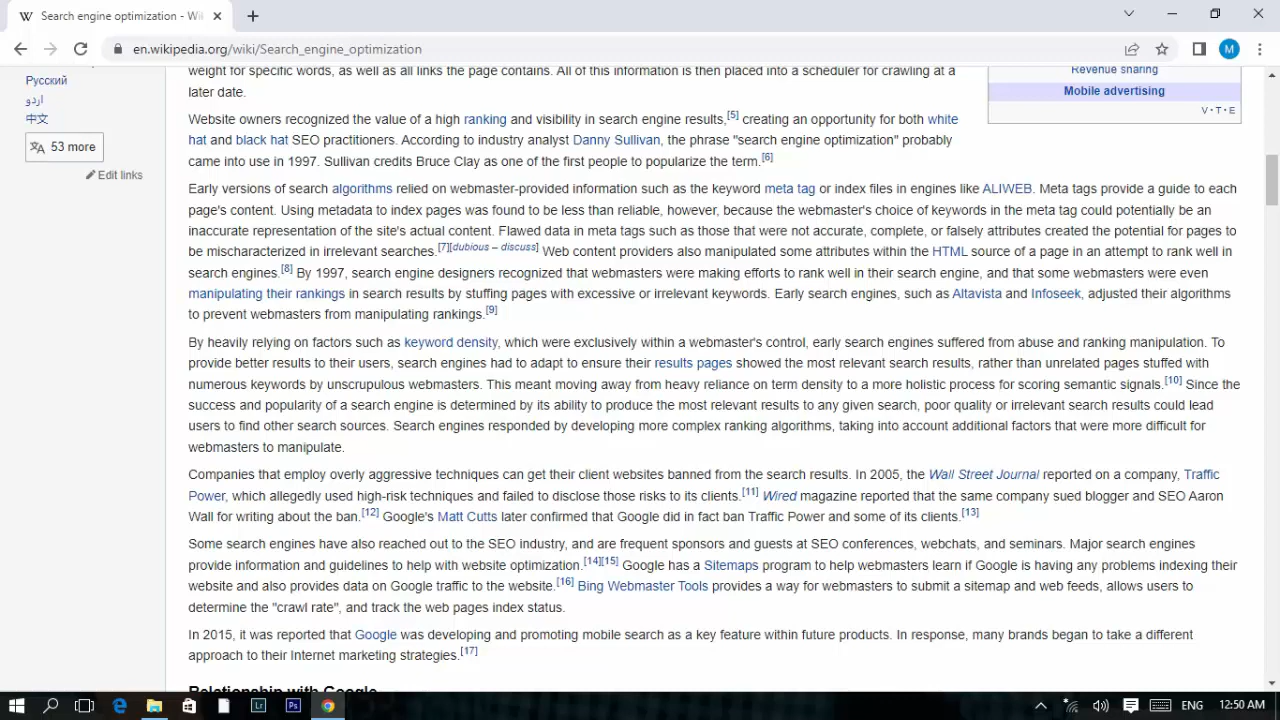 Search engine optimization - Wi
en.wikipedia.org/wiki/Search_engine_optimization
M
Русский
اردو
中文
53 more
Edit links
weight for specific words, as well as all links the page contains. All of this information is then placed into a scheduler for crawling at a
later date.
Revenue sharing
Mobile advertising
V · T · E
Website owners recognized the value of a high ranking and visibility in search engine results,[5] creating an opportunity for both white
hat and black hat SEO practitioners. According to industry analyst Danny Sullivan, the phrase "search engine optimization" probably
came into use in 1997. Sullivan credits Bruce Clay as one of the first people to popularize the term.[6]
Early versions of search algorithms relied on webmaster-provided information such as the keyword meta tag or index files in engines like ALIWEB. Meta tags provide a guide to each
page's content. Using metadata to index pages was found to be less than reliable, however, because the webmaster's choice of keywords in the meta tag could potentially be an
inaccurate representation of the site's actual content. Flawed data in meta tags such as those that were not accurate, complete, or falsely attributes created the potential for pages to
be mischaracterized in irrelevant searches.[7][dubious – discuss] Web content providers also manipulated some attributes within the HTML source of a page in an attempt to rank well in
search engines.[8] By 1997, search engine designers recognized that webmasters were making efforts to rank well in their search engine, and that some webmasters were even
manipulating their rankings in search results by stuffing pages with excessive or irrelevant keywords. Early search engines, such as Altavista and Infoseek, adjusted their algorithms
to prevent webmasters from manipulating rankings.[9]
By heavily relying on factors such as keyword density, which were exclusively within a webmaster's control, early search engines suffered from abuse and ranking manipulation. To
provide better results to their users, search engines had to adapt to ensure their results pages showed the most relevant search results, rather than unrelated pages stuffed with
numerous keywords by unscrupulous webmasters. This meant moving away from heavy reliance on term density to a more holistic process for scoring semantic signals.[10] Since the
success and popularity of a search engine is determined by its ability to produce the most relevant results to any given search, poor quality or irrelevant search results could lead
users to find other search sources. Search engines responded by developing more complex ranking algorithms, taking into account additional factors that were more difficult for
webmasters to manipulate.
Companies that employ overly aggressive techniques can get their client websites banned from the search results. In 2005, the Wall Street Journal reported on a company, Traffic
Power, which allegedly used high-risk techniques and failed to disclose those risks to its clients.[11] Wired magazine reported that the same company sued blogger and SEO Aaron
Wall for writing about the ban.[12] Google's Matt Cutts later confirmed that Google did in fact ban Traffic Power and some of its clients.[13]
Some search engines have also reached out to the SEO industry, and are frequent sponsors and guests at SEO conferences, webchats, and seminars. Major search engines
provide information and guidelines to help with website optimization.[14][15] Google has a Sitemaps program to help webmasters learn if Google is having any problems indexing their
website and also provides data on Google traffic to the website.[16] Bing Webmaster Tools provides a way for webmasters to submit a sitemap and web feeds, allows users to
determine the "crawl rate", and track the web pages index status.
In 2015, it was reported that Google was developing and promoting mobile search as a key feature within future products. In response, many brands began to take a different
approach to their Internet marketing strategies.[17]
Relationship with Google
Lr
Ps
ENG
12:50 AM